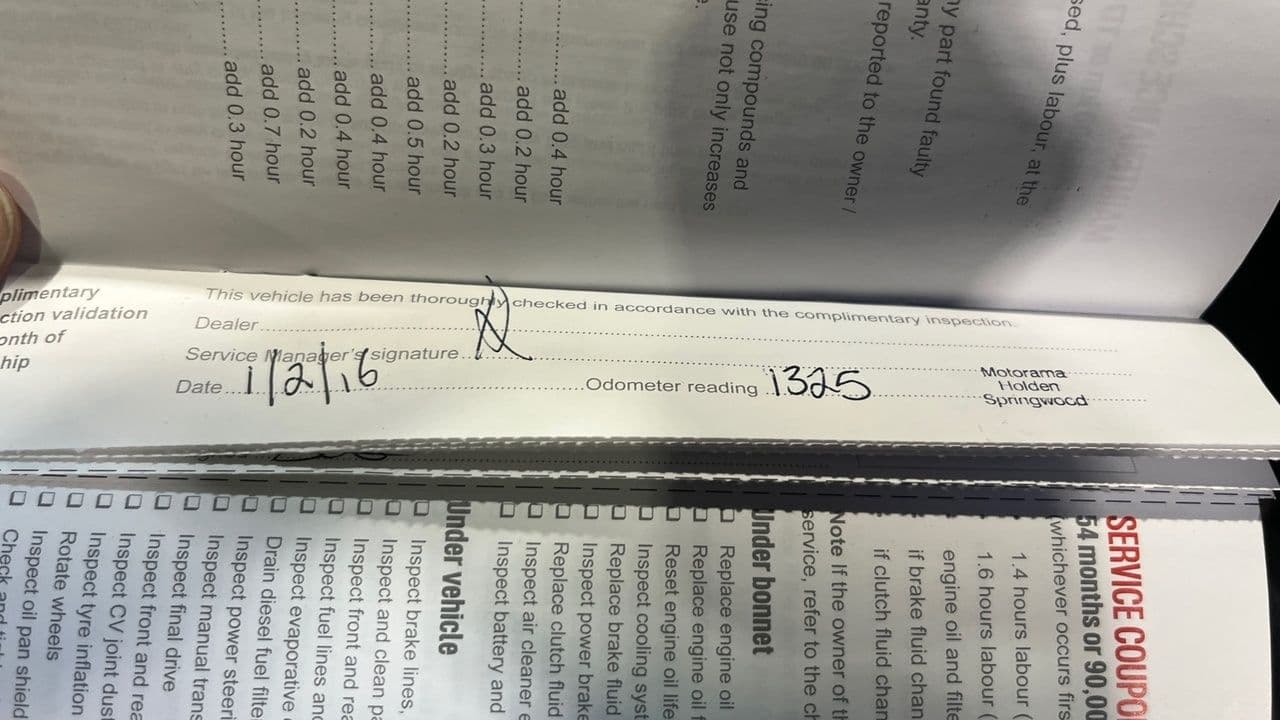 sed, plus labour, at the
ny part found faulty
anty.
reported to the owner /
ing compounds and
use not only increases
e.
add 0.4 hour
add 0.2 hour
add 0.3 hour
add 0.2 hour
add 0.5 hour
add 0.4 hour
add 0.4 hour
add 0.2 hour
add 0.7 hour
add 0.3 hour
plimentary
ction validation
onth of
hip
This vehicle has been thoroughly checked in accordance with the complimentary inspection.
Dealer
Service Manager's signature
Date 1/2/16 Odometer reading 1325
Motorama
Holden
Springwood
SERVICE COUPO
54 months or 90,00
(whichever occurs firs
1.4 hours labour (
1.6 hours labour (
engine oil and filte
if brake fluid chan
if clutch fluid chan
Note If the owner of th
service, refer to the ch
Under bonnet
Replace engine oil
Replace engine oil f
Reset engine oil life
Inspect cooling syst
Replace brake fluid
Inspect power brake
Replace clutch fluid
Inspect air cleaner e
Inspect battery and
Under vehicle
Inspect brake lines,
Inspect and clean pa
Inspect front and rea
Inspect fuel lines and
Inspect evaporative
Drain diesel fuel filte
Inspect power steeri
Inspect manual trans
Inspect final drive
Inspect front and rea
Inspect CV joint dust
Inspect tyre inflation
Rotate wheels
Inspect oil pan shield
Check and